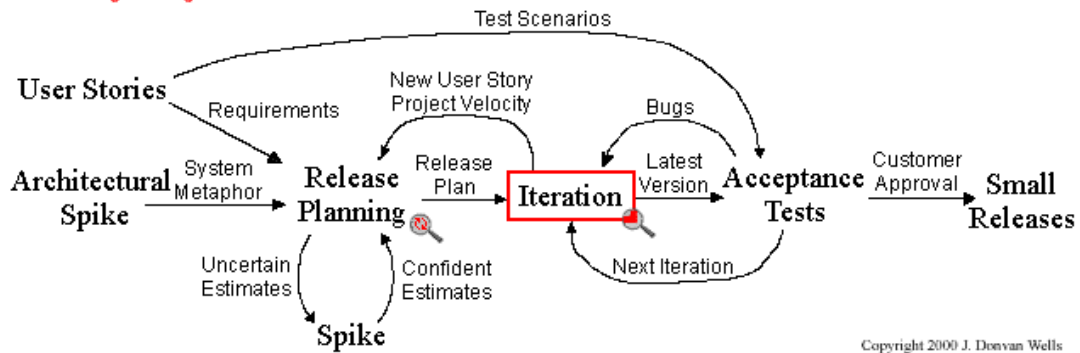 Test Scenarios
User Stories
New User Story
Project Velocity
Requirements
Bugs
Architectural
Spike
System
Metaphor
Release
Planning
Release
Plan
Iteration
Latest
Version
Acceptance
Tests
Customer
Approval
Small
Releases
Uncertain
Estimates
Confident
Estimates
Next Iteration
Spike
Copyright 2000 J. Donvan Wells